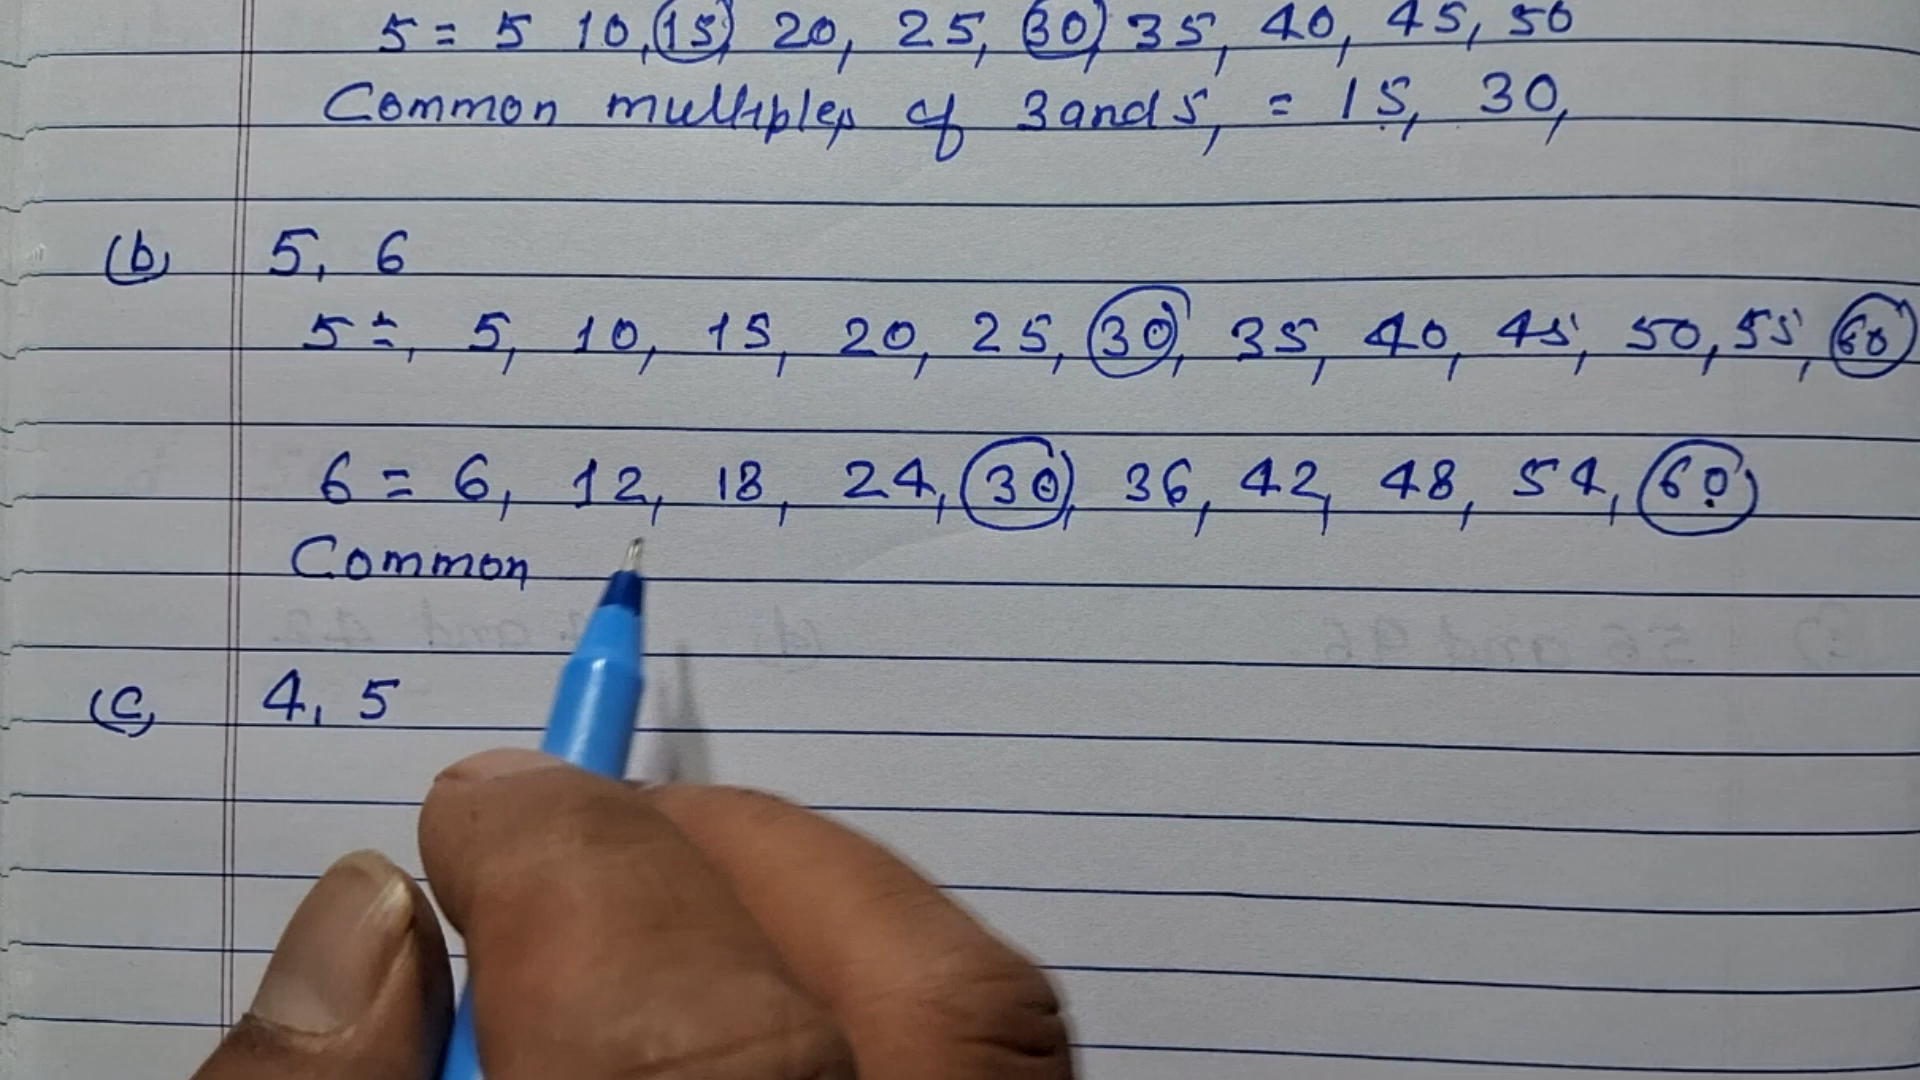 5 = 5 10, 15, 20, 25, 30, 35, 40, 45, 50
Common multiples of 3 and 5, = 15, 30,
(b) 5, 6
5 =, 5, 10, 15, 20, 25, 30, 35, 40, 45, 50, 55, 60
6 = 6, 12, 18, 24, 30, 36, 42, 48, 54, 60
Common
(c) 4, 5